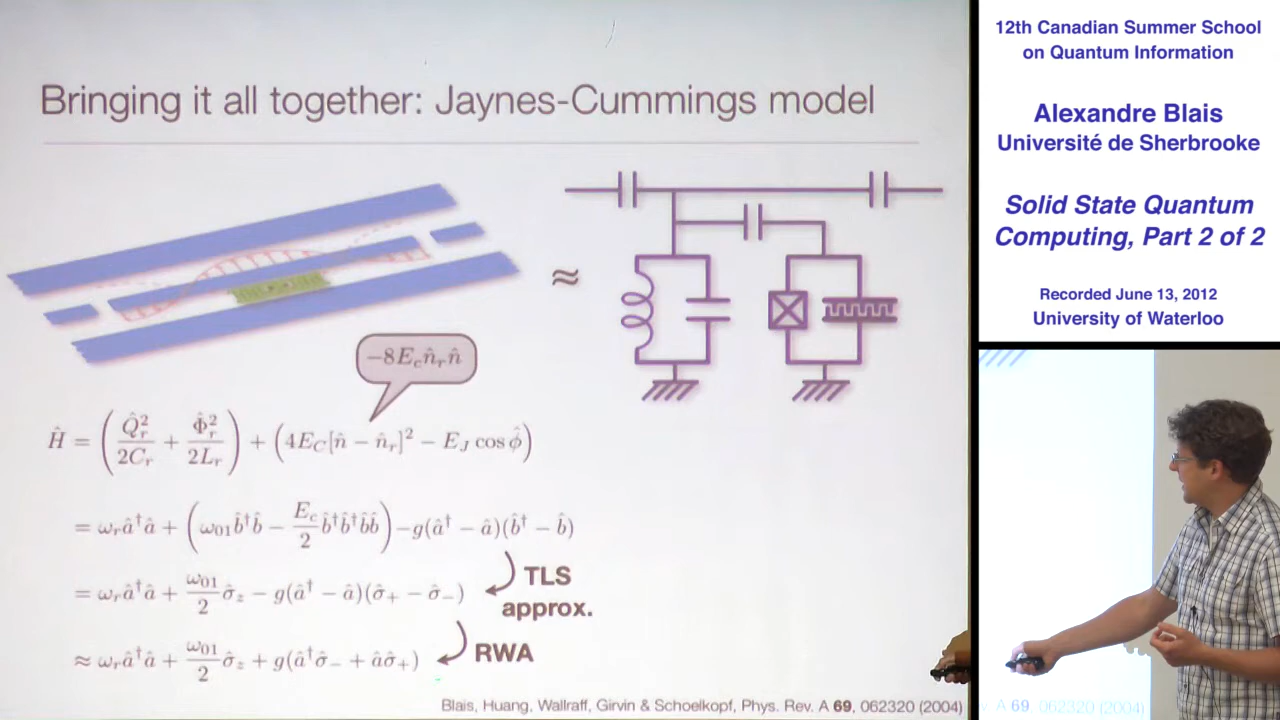 Bringing it all together: Jaynes-Cummings model
≈
−8E_c n̂_r n̂
Ĥ = ( Q̂_r² / 2C_r + Φ̂_r² / 2L_r ) + ( 4E_C[n̂ − n̂_r]² − E_J cos φ̂ )
= ω_r â†â + ( ω_01 b̂†b̂ − E_c/2 b̂†b̂†b̂b̂ ) − g(↠− â)(b̂† − b̂)
= ω_r â†â + ω_01/2 σ̂_z − g(↠− â)(σ̂_+ − σ̂_−)
TLS
approx.
≈ ω_r â†â + ω_01/2 σ̂_z + g(â†σ̂_− + âσ̂_+)
RWA
Blais, Huang, Wallraff, Girvin & Schoelkopf, Phys. Rev. A 69, 062320 (2004)
12th Canadian Summer School
on Quantum Information
Alexandre Blais
Université de Sherbrooke
Solid State Quantum
Computing, Part 2 of 2
Recorded June 13, 2012
University of Waterloo
A 69, 062320 (2004)